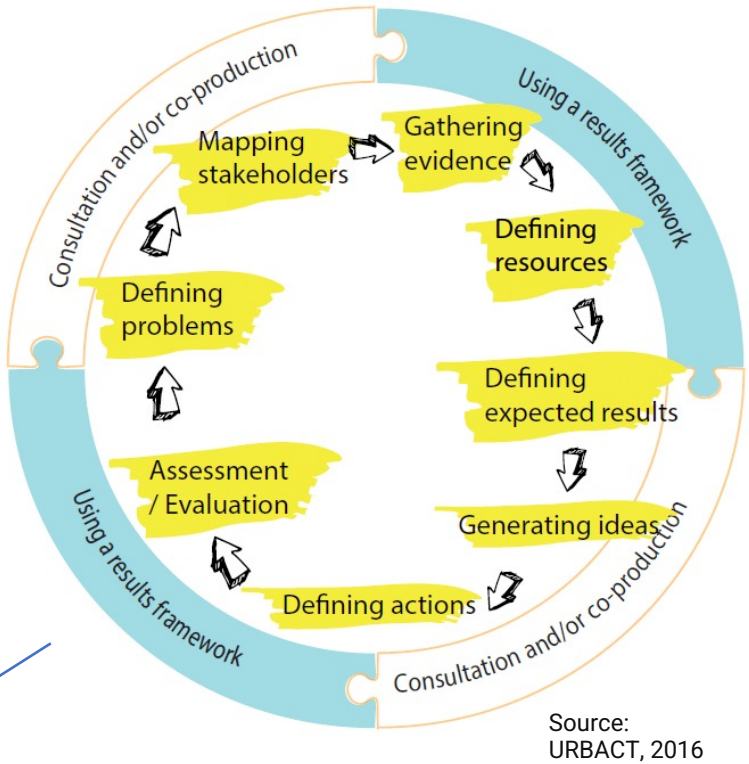 Consultation and/or co-production
Using a results framework
Mapping
stakeholders
Gathering
evidence
Defining
resources
Defining
problems
Defining
expected results
Assessment
/ Evaluation
Generating ideas
Defining actions
Using a results framework
Consultation and/or co-production
Source:
URBACT, 2016